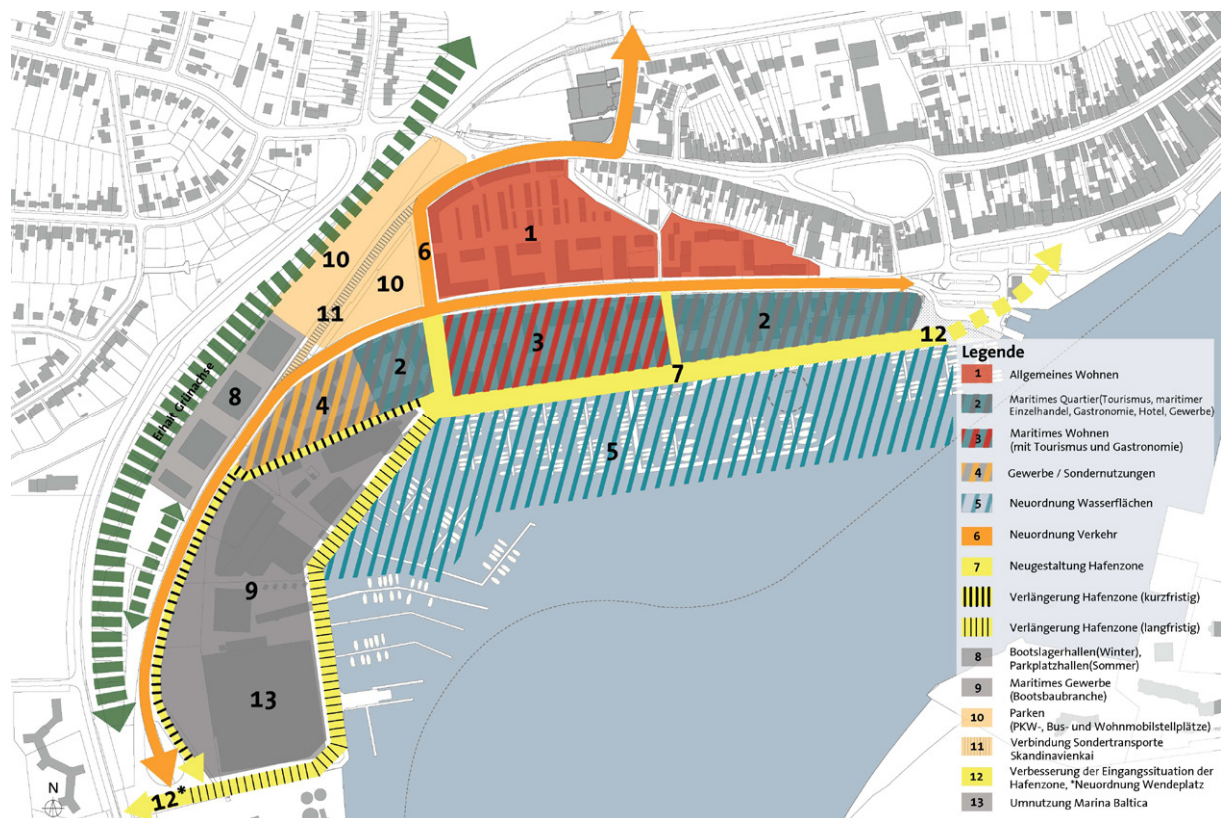 1
10
6
10
11
2
3
2
12
7
8
4
Erhalt Grünachse
5
9
13
12*
N
Legende
1 Allgemeines Wohnen
2 Maritimes Quartier(Tourismus, maritimer
Einzelhandel, Gastronomie, Hotel, Gewerbe)
3 Maritimes Wohnen
(mit Tourismus und Gastronomie)
4 Gewerbe / Sondernutzungen
5 Neuordnung Wasserflächen
6 Neuordnung Verkehr
7 Neugestaltung Hafenzone
Verlängerung Hafenzone (kurzfristig)
Verlängerung Hafenzone (langfristig)
8 Bootslagerhallen(Winter),
Parkplatzhallen(Sommer)
9 Maritimes Gewerbe
(Bootsbaubranche)
10 Parken
(PKW-, Bus- und Wohnmobilstellplätze)
11 Verbindung Sondertransporte
Skandinavienkai
12 Verbesserung der Eingangssituation der
Hafenzone, *Neuordnung Wendeplatz
13 Umnutzung Marina Baltica